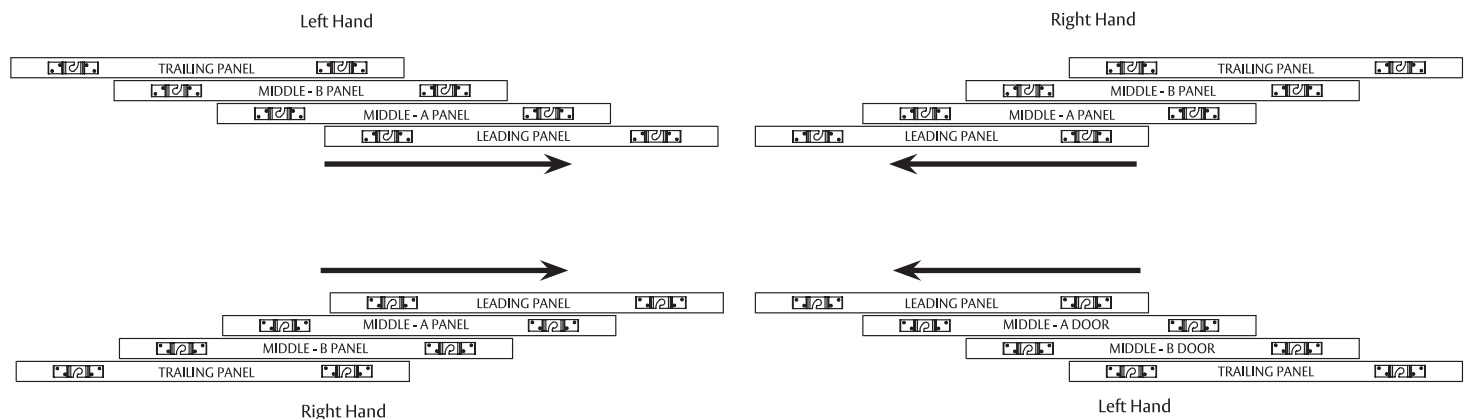 Left Hand
TRAILING PANEL
MIDDLE - B PANEL
MIDDLE - A PANEL
LEADING PANEL
Right Hand
TRAILING PANEL
MIDDLE - B PANEL
MIDDLE - A PANEL
LEADING PANEL
LEADING PANEL
MIDDLE - A PANEL
MIDDLE - B PANEL
TRAILING PANEL
Right Hand
LEADING PANEL
MIDDLE - A DOOR
MIDDLE - B DOOR
TRAILING PANEL
Left Hand